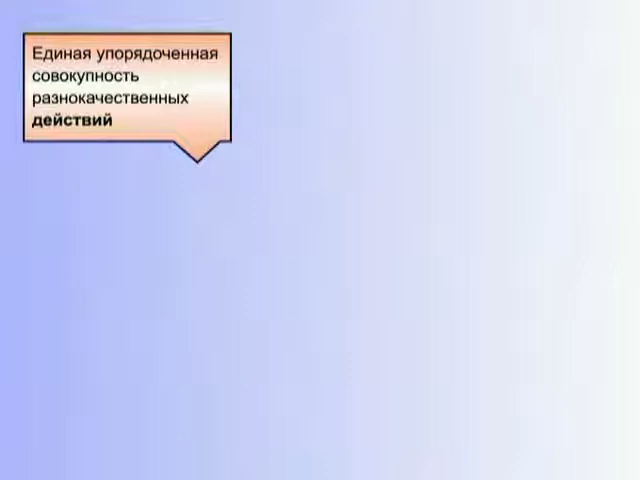 Единая упорядоченная
совокупность
разнокачественных
действий